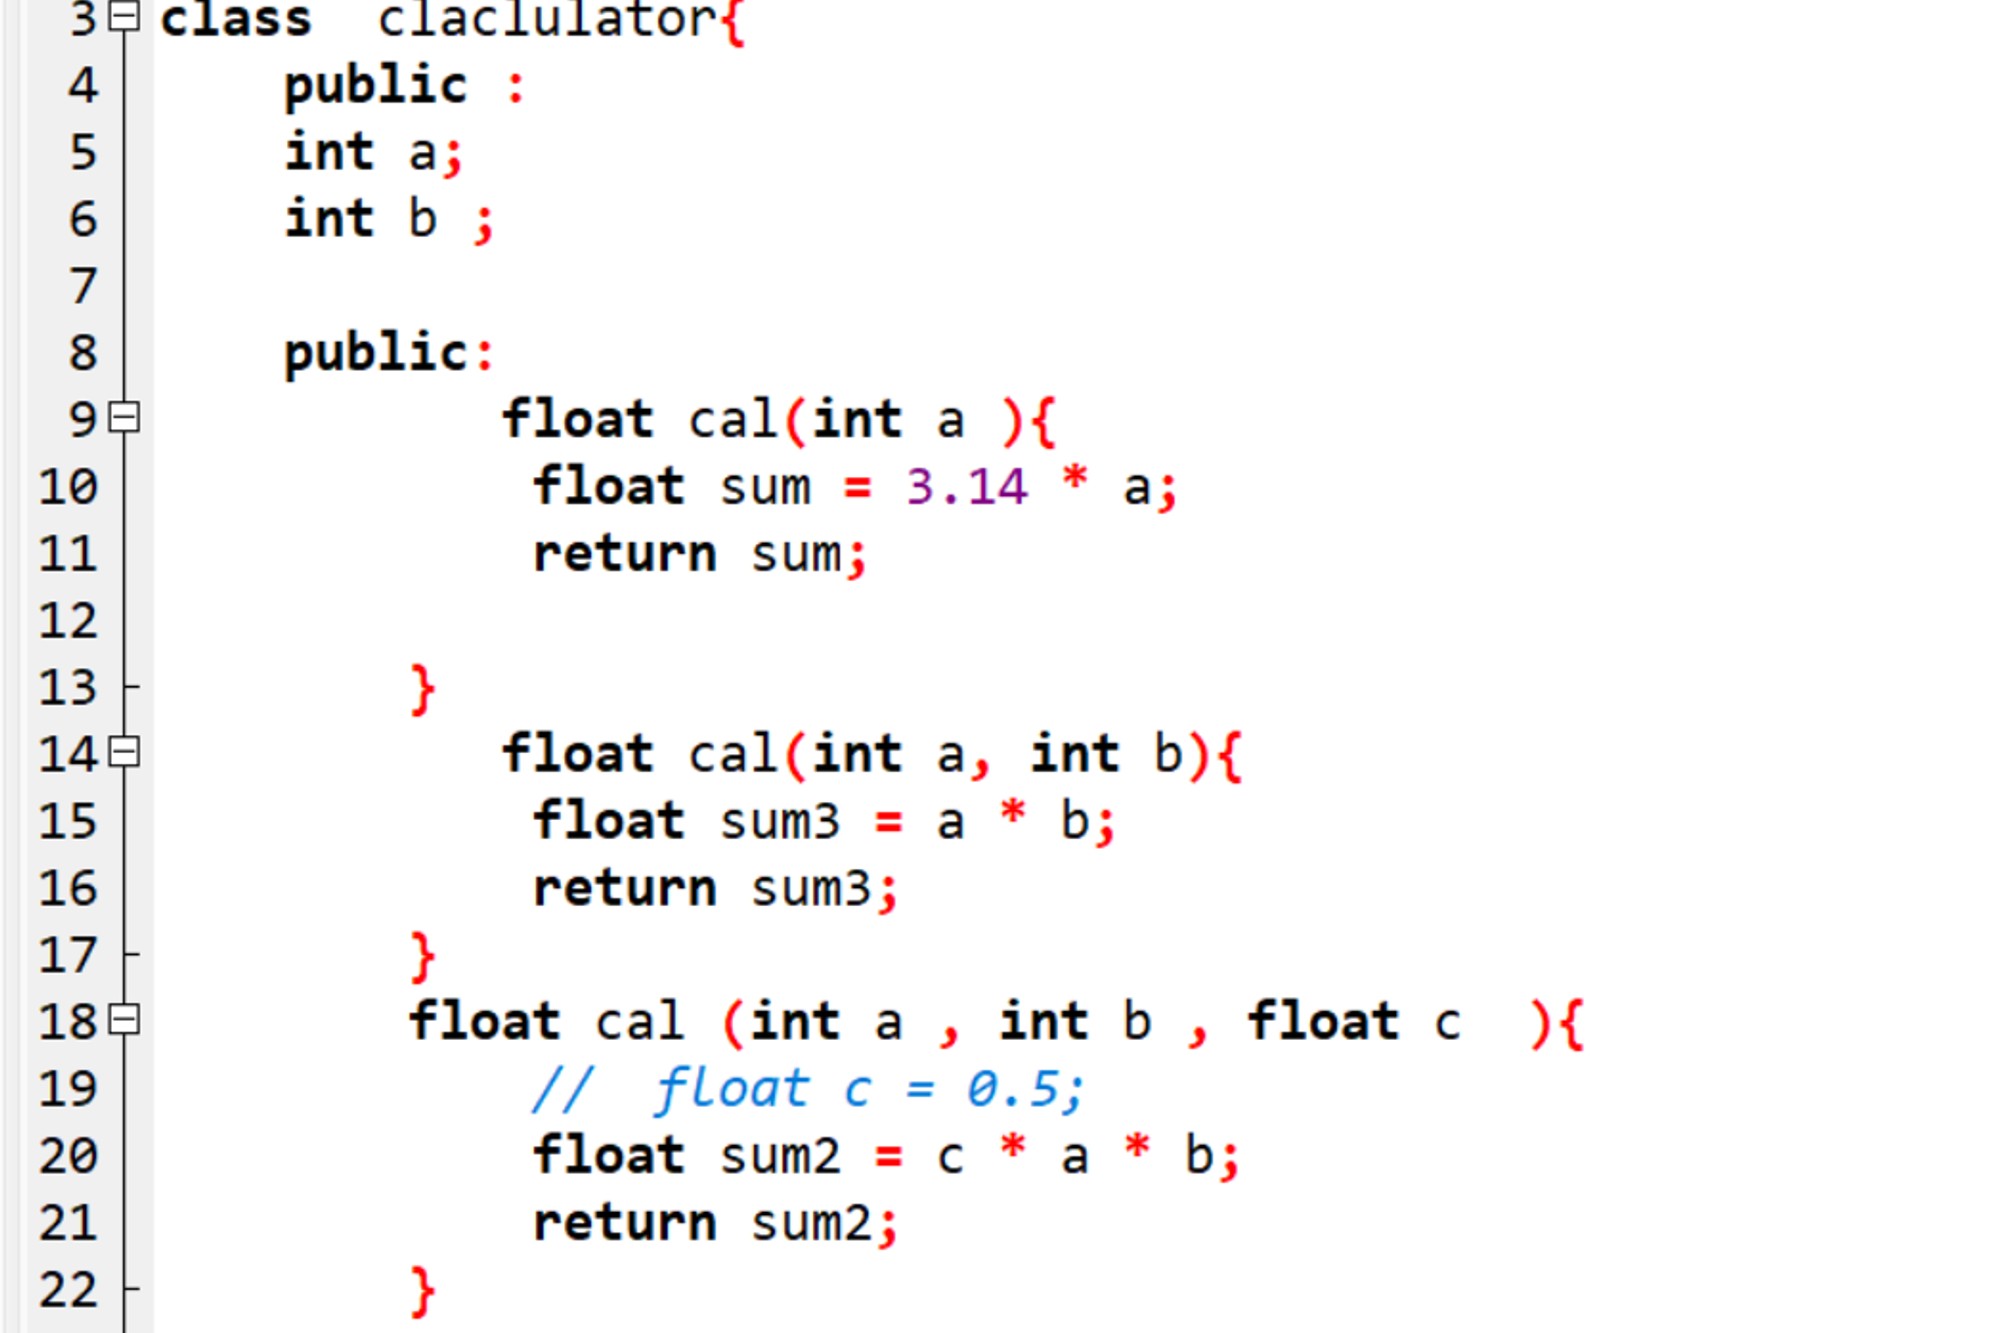 3 class  claclulator{
4     public :
5     int a;
6     int b ;
7
8     public:
9            float cal(int a ){
10             float sum = 3.14 * a;
11             return sum;
12
13         }
14            float cal(int a, int b){
15             float sum3 = a * b;
16             return sum3;
17         }
18         float cal (int a , int b , float c  ){
19             //  float c = 0.5;
20             float sum2 = c * a * b;
21             return sum2;
22         }